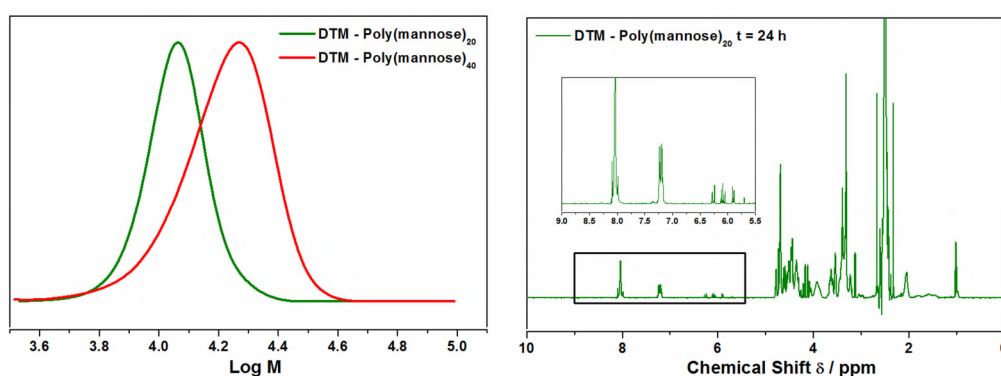 DTM - Poly(mannose)20
DTM - Poly(mannose)40
3.6 3.8 4.0 4.2 4.4 4.6 4.8 5.0
Log M
DTM - Poly(mannose)20 t = 24 h
9.0 8.5 8.0 7.5 7.0 6.5 6.0 5.5
10 8 6 4 2 0
Chemical Shift δ / ppm